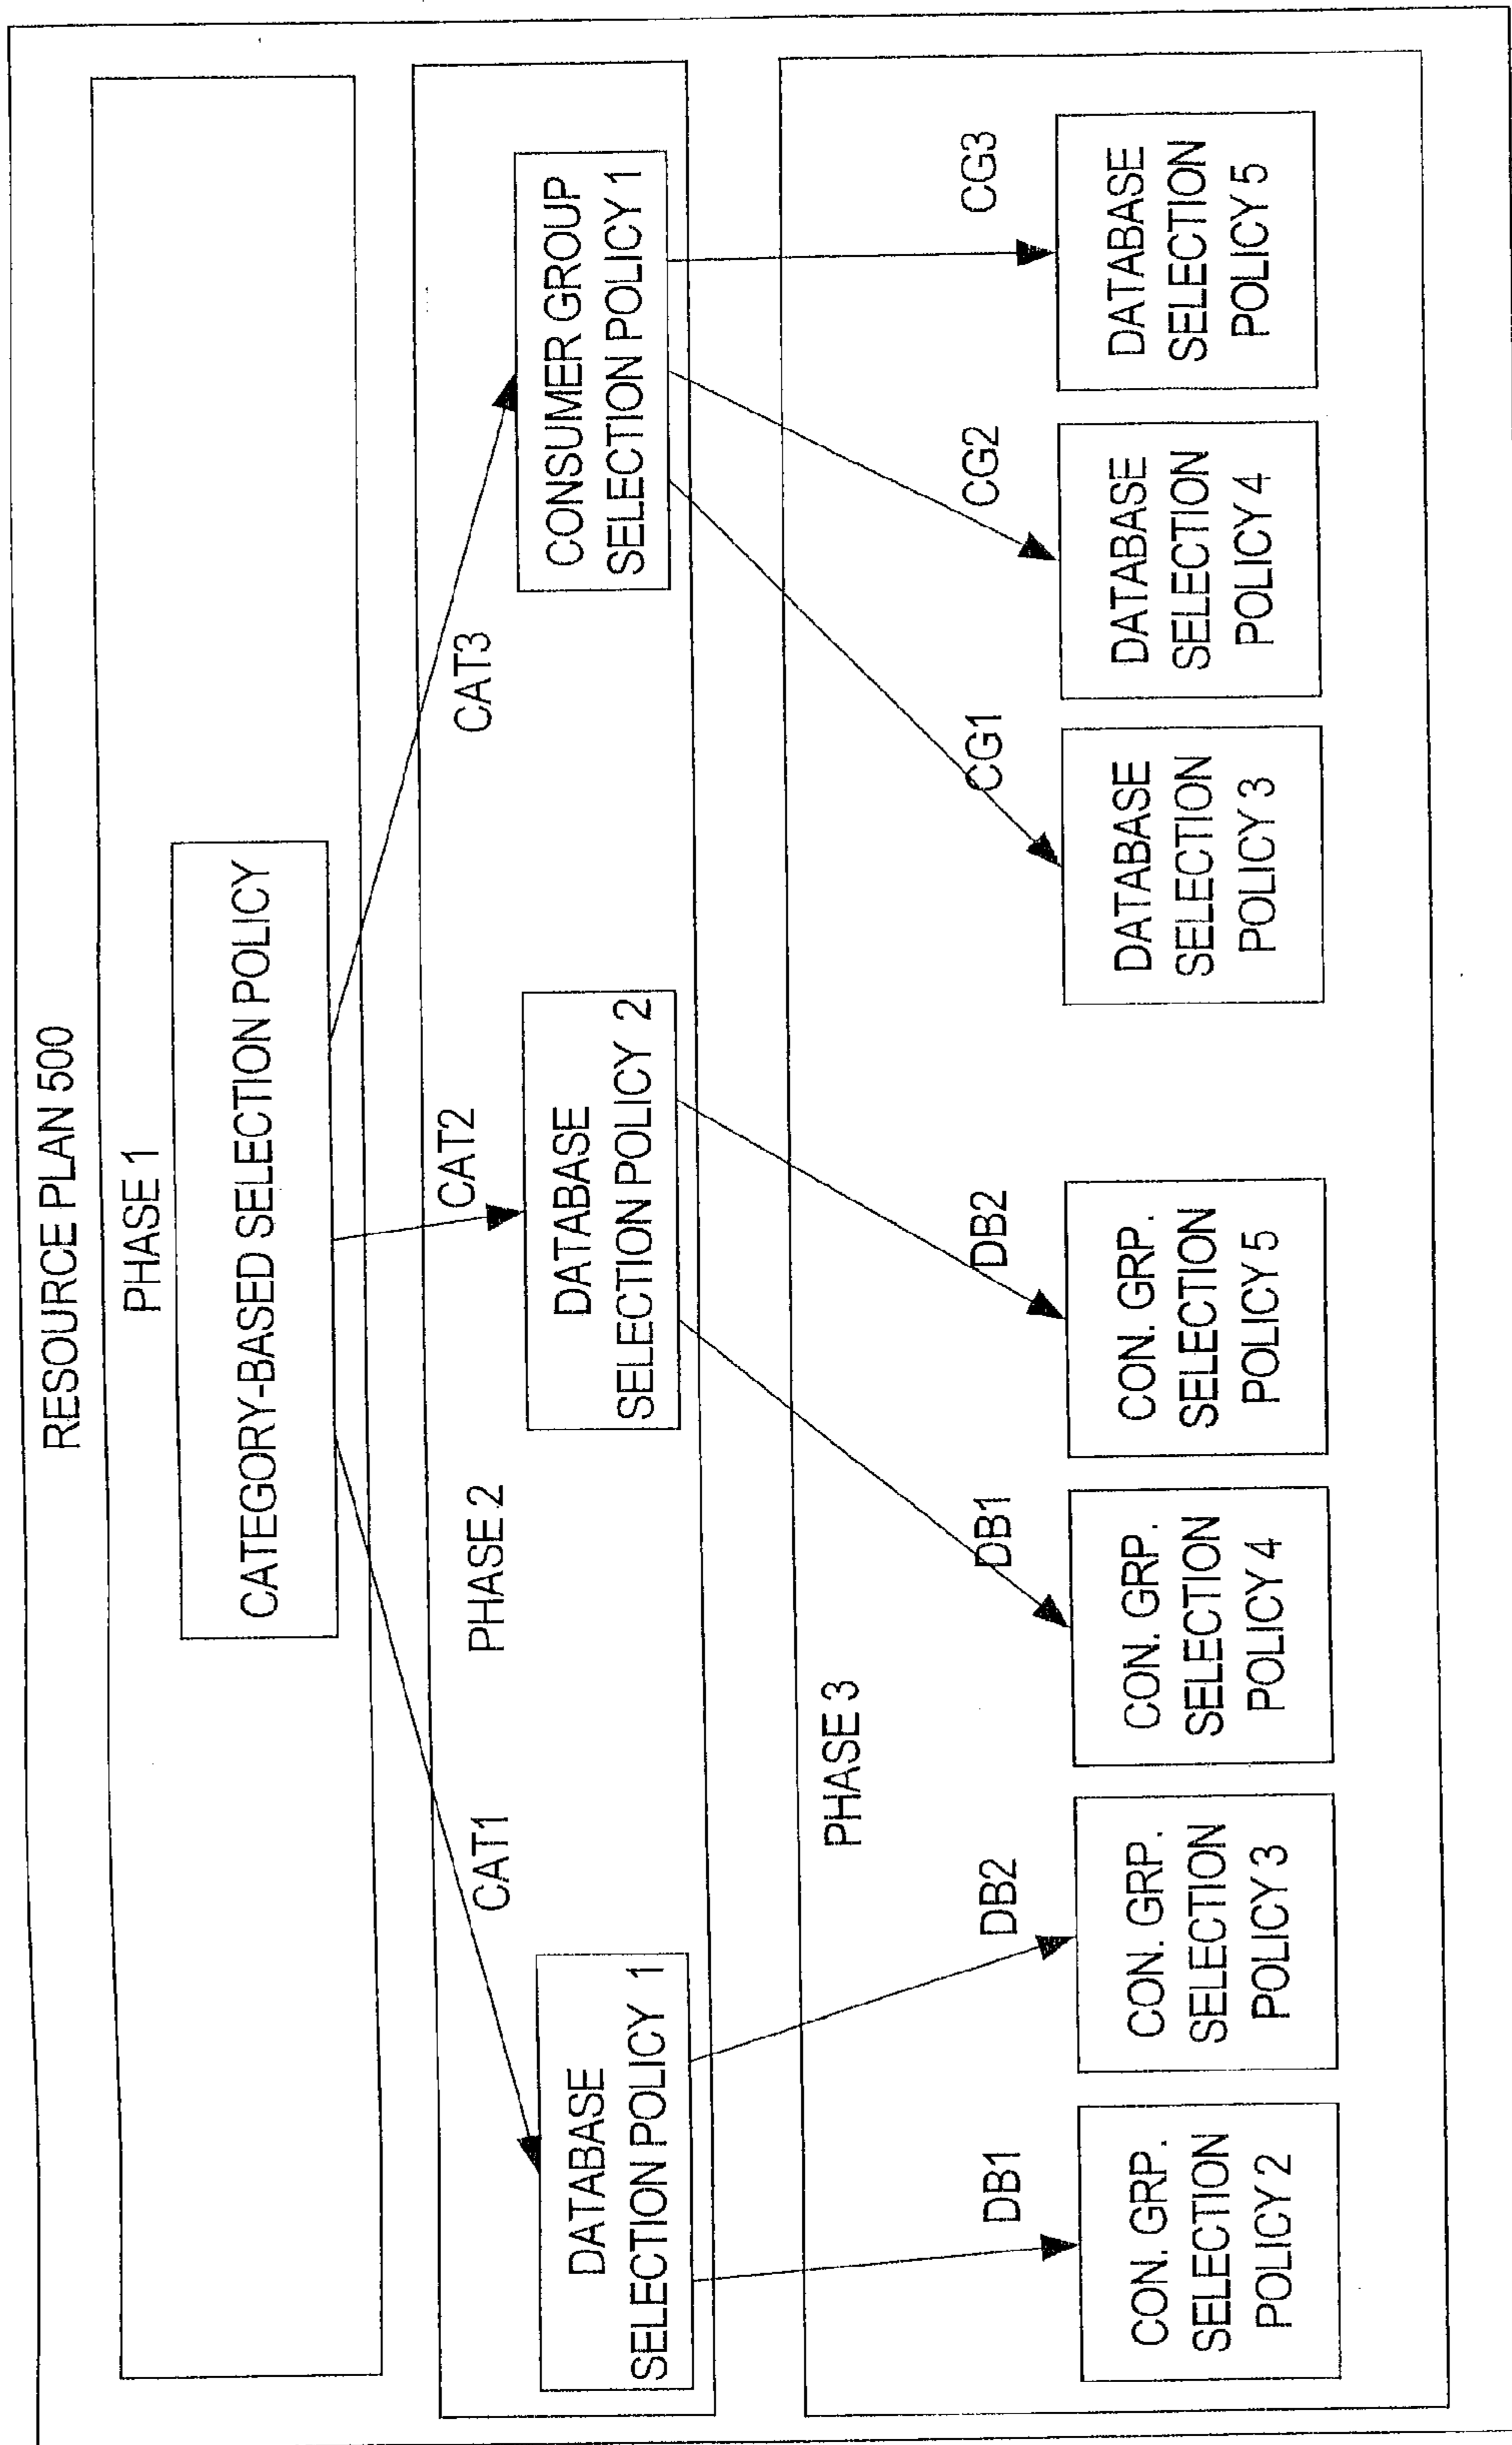 RESOURCE PLAN 500
PHASE 1
CATEGORY-BASED SELECTION POLICY
CAT1
PHASE 2
CAT2
CAT3
DATABASE
SELECTION POLICY 1
DATABASE
SELECTION POLICY 2
CONSUMER GROUP
SELECTION POLICY 1
PHASE 3
DB1
DB2
DB1
DB2
CG1
CG2
CG3
CON. GRP.
SELECTION
POLICY 2
CON. GRP.
SELECTION
POLICY 3
CON. GRP.
SELECTION
POLICY 4
CON. GRP.
SELECTION
POLICY 5
DATABASE
SELECTION
POLICY 3
DATABASE
SELECTION
POLICY 4
DATABASE
SELECTION
POLICY 5